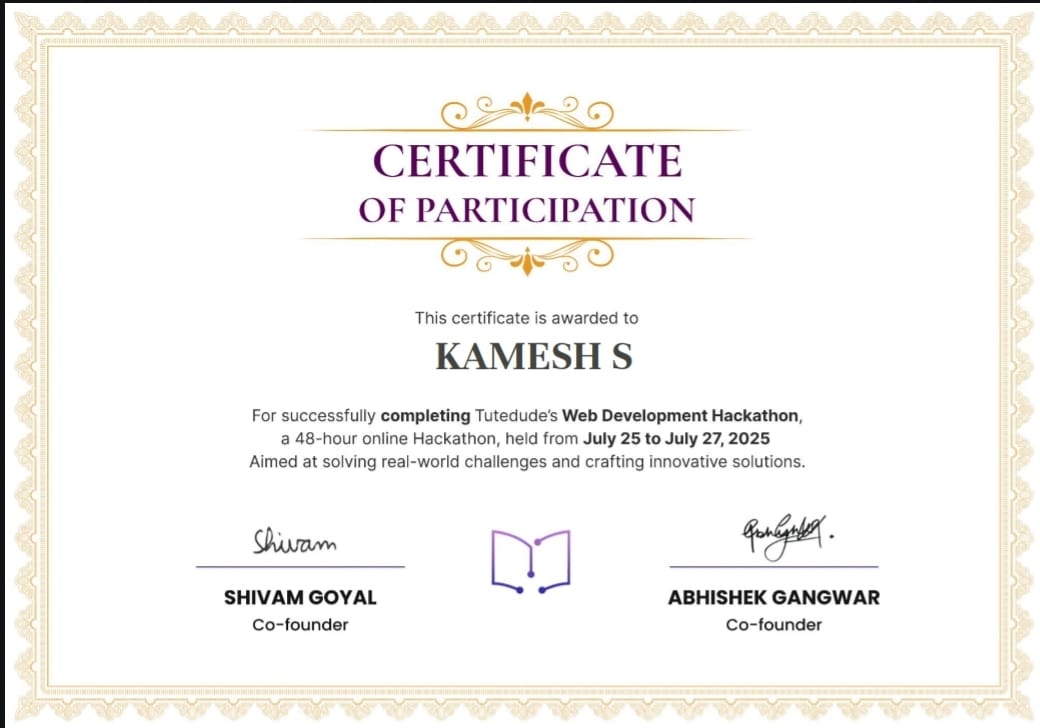 CERTIFICATE
OF PARTICIPATION
This certificate is awarded to
KAMESH S
For successfully completing Tutedude's Web Development Hackathon,
a 48-hour online Hackathon, held from July 25 to July 27, 2025
Aimed at solving real-world challenges and crafting innovative solutions.
Shivam
SHIVAM GOYAL
Co-founder
ABHISHEK GANGWAR
Co-founder